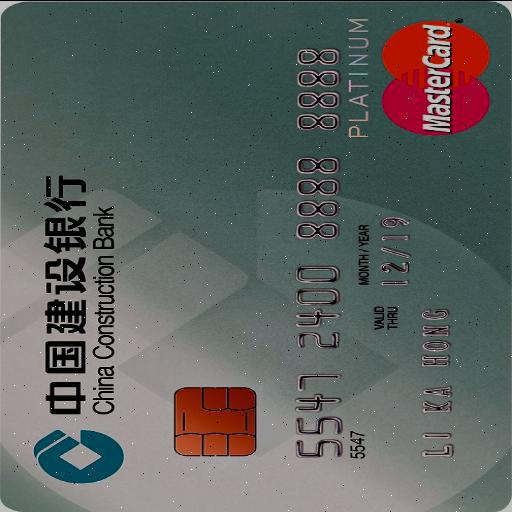 中国建设银行
China Construction Bank
5547 2400 8888 8888
5547
PLATINUM
MONTH / YEAR
VALID THRU 12/19
LI KA HONG
MasterCard®